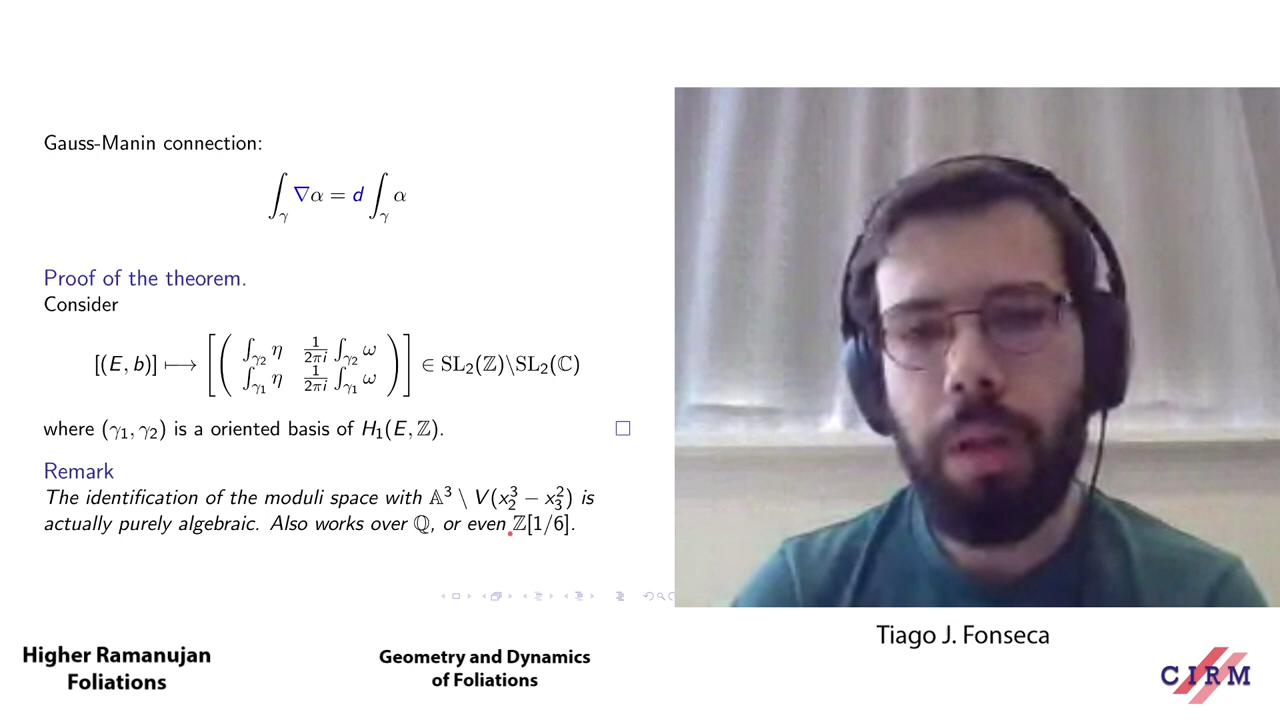 Gauss-Manin connection:
∫_γ ∇α = d ∫_γ α
Proof of the theorem.
Consider
[(E, b)] ⟼ [( ∫_{γ₂} η   1/(2πi) ∫_{γ₂} ω
∫_{γ₁} η   1/(2πi) ∫_{γ₁} ω )] ∈ SL₂(ℤ)\SL₂(ℂ)
where (γ₁, γ₂) is a oriented basis of H₁(E, ℤ).
Remark
The identification of the moduli space with 𝔸³ \ V(x₂³ − x₃²) is
actually purely algebraic. Also works over ℚ, or even ℤ[1/6].
Tiago J. Fonseca
Higher Ramanujan
Foliations
Geometry and Dynamics
of Foliations
CIRM